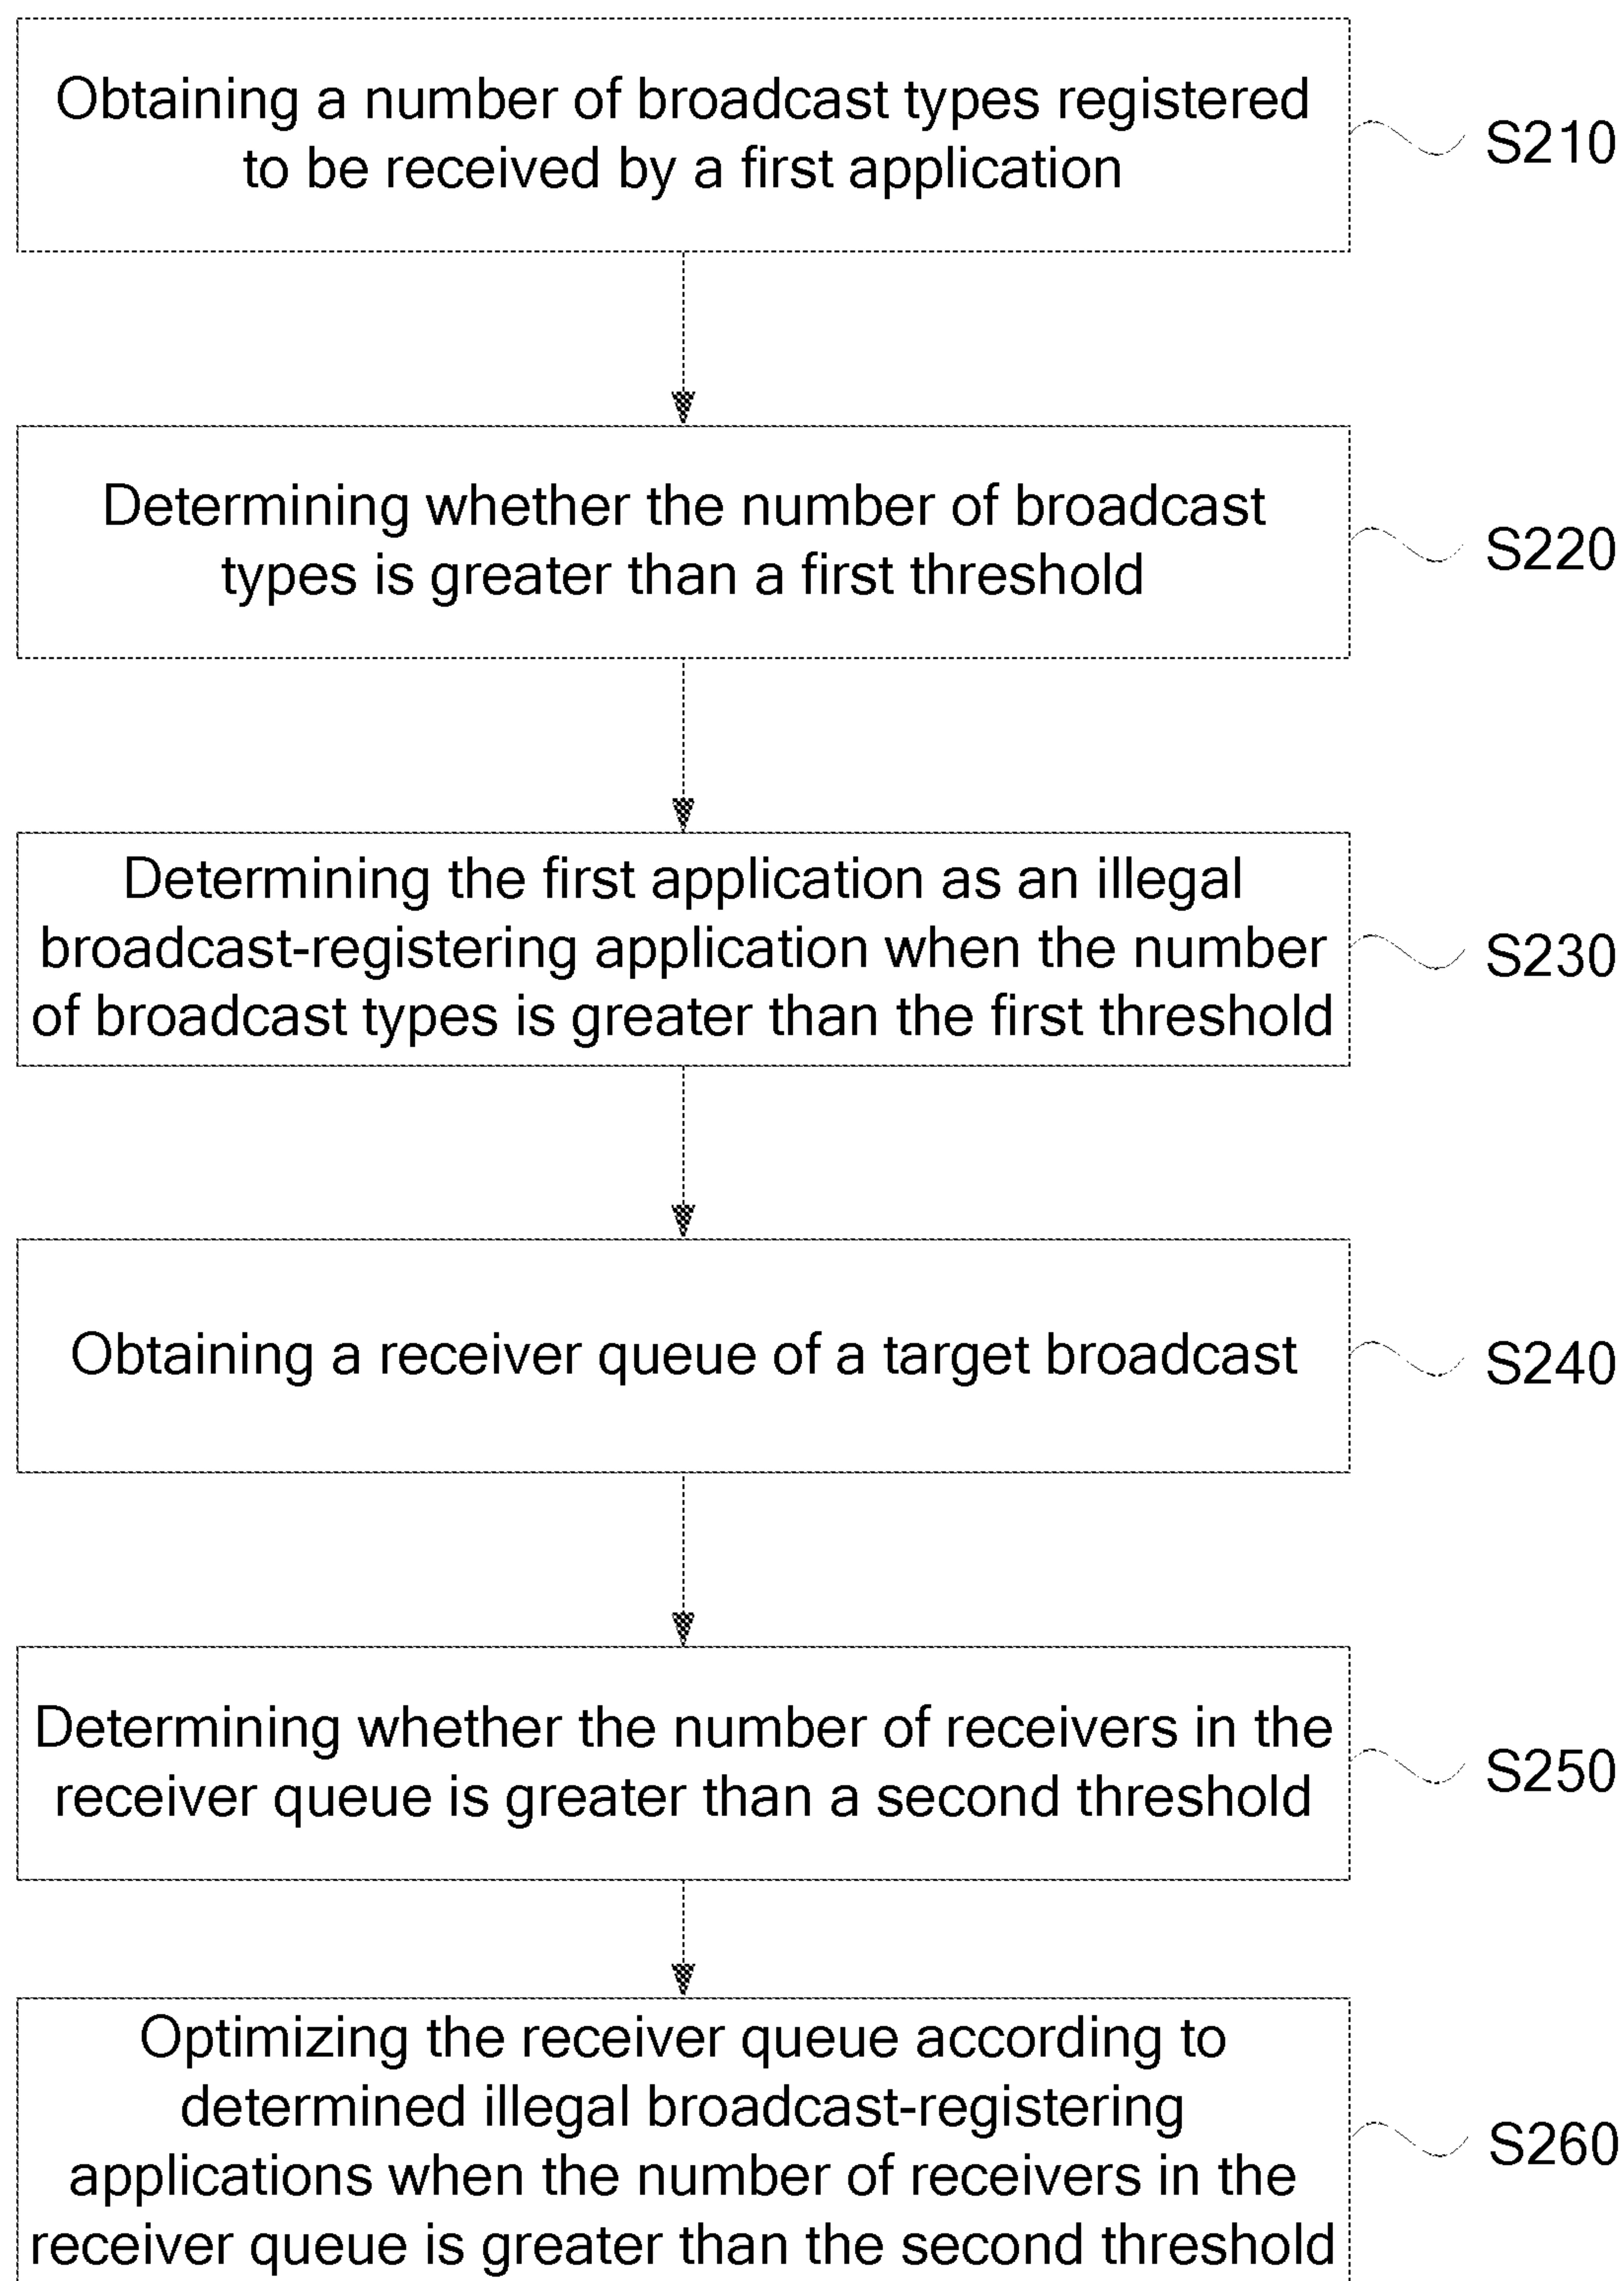 Obtaining a number of broadcast types registered
to be received by a first application
S210
Determining whether the number of broadcast
types is greater than a first threshold
S220
Determining the first application as an illegal
broadcast-registering application when the number
of broadcast types is greater than the first threshold
S230
Obtaining a receiver queue of a target broadcast
S240
Determining whether the number of receivers in the
receiver queue is greater than a second threshold
S250
Optimizing the receiver queue according to
determined illegal broadcast-registering
applications when the number of receivers in the
receiver queue is greater than the second threshold
S260